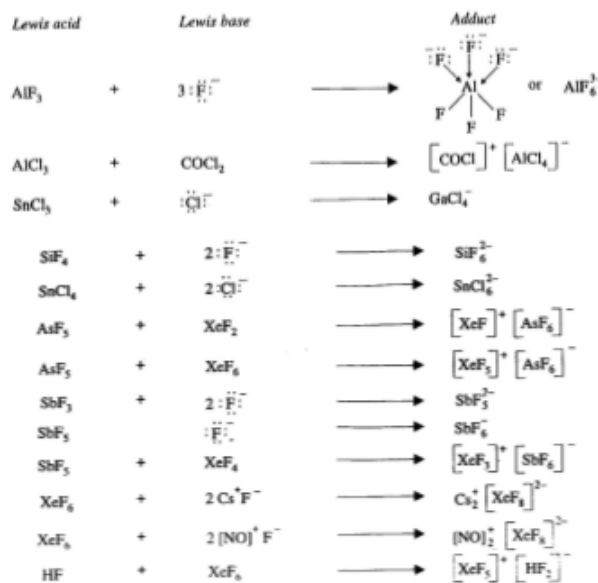 Lewis acid Lewis base Adduct
AlF₃ + 3 :F:⁻ ⟶ :F:⁻ :F:⁻ :F:⁻ Al F F F or AlF₆³⁻
AlCl₃ + COCl₂ ⟶ [COCl]⁺ [AlCl₄]⁻
SnCl₃ + :Cl:⁻ ⟶ GaCl₄⁻
SiF₄ + 2 :F:⁻ ⟶ SiF₆²⁻
SnCl₄ + 2 :Cl:⁻ ⟶ SnCl₆²⁻
AsF₅ + XeF₂ ⟶ [XeF]⁺ [AsF₆]⁻
AsF₅ + XeF₆ ⟶ [XeF₅]⁺ [AsF₆]⁻
SbF₃ + 2 :F:⁻ ⟶ SbF₅²⁻
SbF₅ :F:⁻ ⟶ SbF₆⁻
SbF₅ + XeF₄ ⟶ [XeF₃]⁺ [SbF₆]⁻
XeF₆ + 2 Cs⁺F⁻ ⟶ Cs₂⁺ [XeF₈]²⁻
XeF₆ + 2 [NO]⁺ F⁻ ⟶ [NO]₂⁺ [XeF₈]²⁻
HF + XeF₆ ⟶ [XeF₅]⁺ [HF₂]⁻